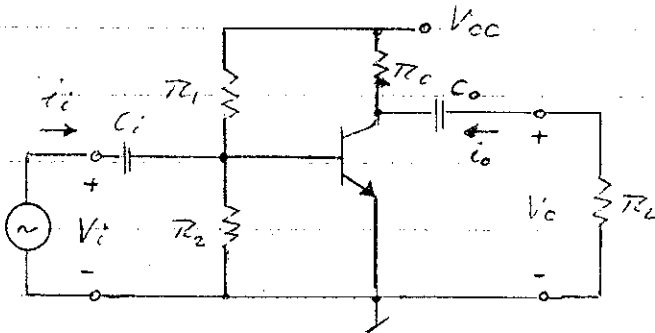 VCC
R1
RC
Co
ii
Ci
+
+
io
Vi
R2
Vo
RL
-
-